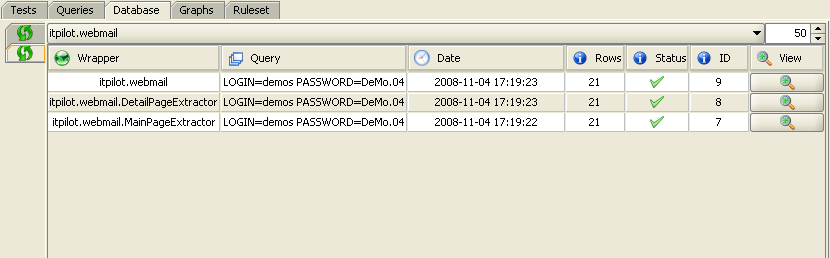 Tests Queries Database Graphs Ruleset
itpilot.webmail 50
Wrapper Query Date Rows Status ID View
itpilot.webmail LOGIN=demos PASSWORD=DeMo.04 2008-11-04 17:19:23 21 9
itpilot.webmail.DetailPageExtractor LOGIN=demos PASSWORD=DeMo.04 2008-11-04 17:19:23 21 8
itpilot.webmail.MainPageExtractor LOGIN=demos PASSWORD=DeMo.04 2008-11-04 17:19:22 21 7